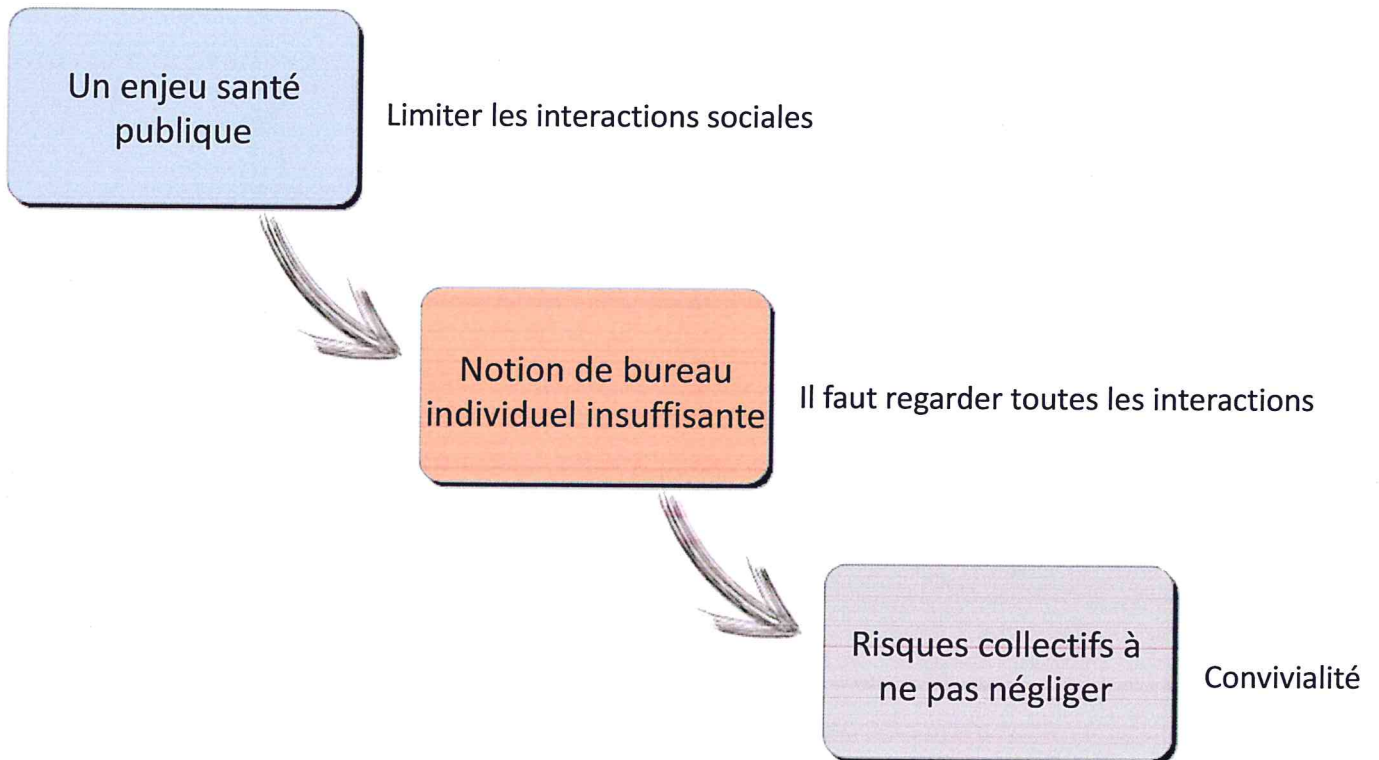 Un enjeu santé
publique
Limiter les interactions sociales
Notion de bureau
individuel insuffisante
Il faut regarder toutes les interactions
Risques collectifs à
ne pas négliger
Convivialité